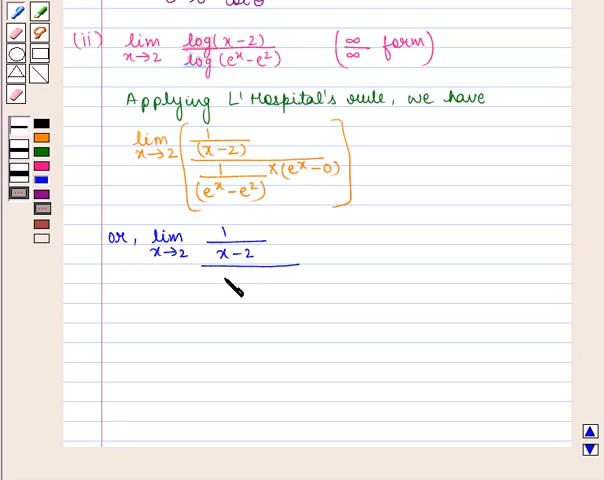 (ii) lim x→2 log(x-2) / log(eˣ-e²) (∞/∞ form)
Applying L'Hospital's rule, we have
lim x→2 [ 1/(x-2) / 1/(eˣ-e²) × (eˣ-0) ]
or, lim x→2 1/x-2